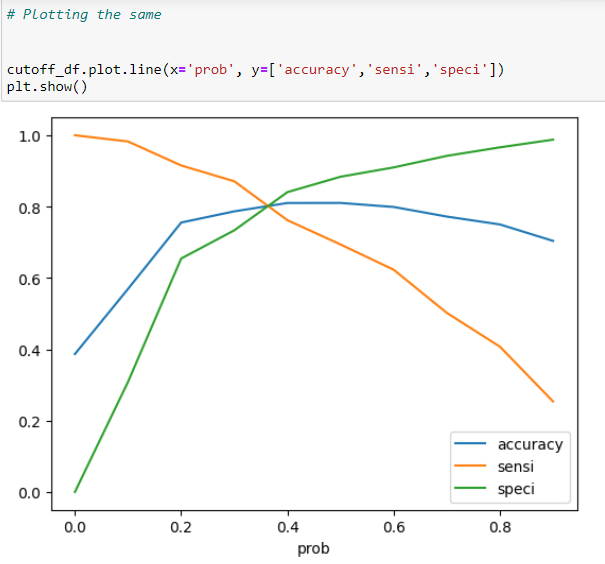 # Plotting the same
cutoff_df.plot.line(x='prob', y=['accuracy','sensi','speci'])
plt.show()
1.0
0.8
0.6
0.4
0.2
0.0
accuracy
sensi
speci
0.0 0.2 0.4 0.6 0.8
prob